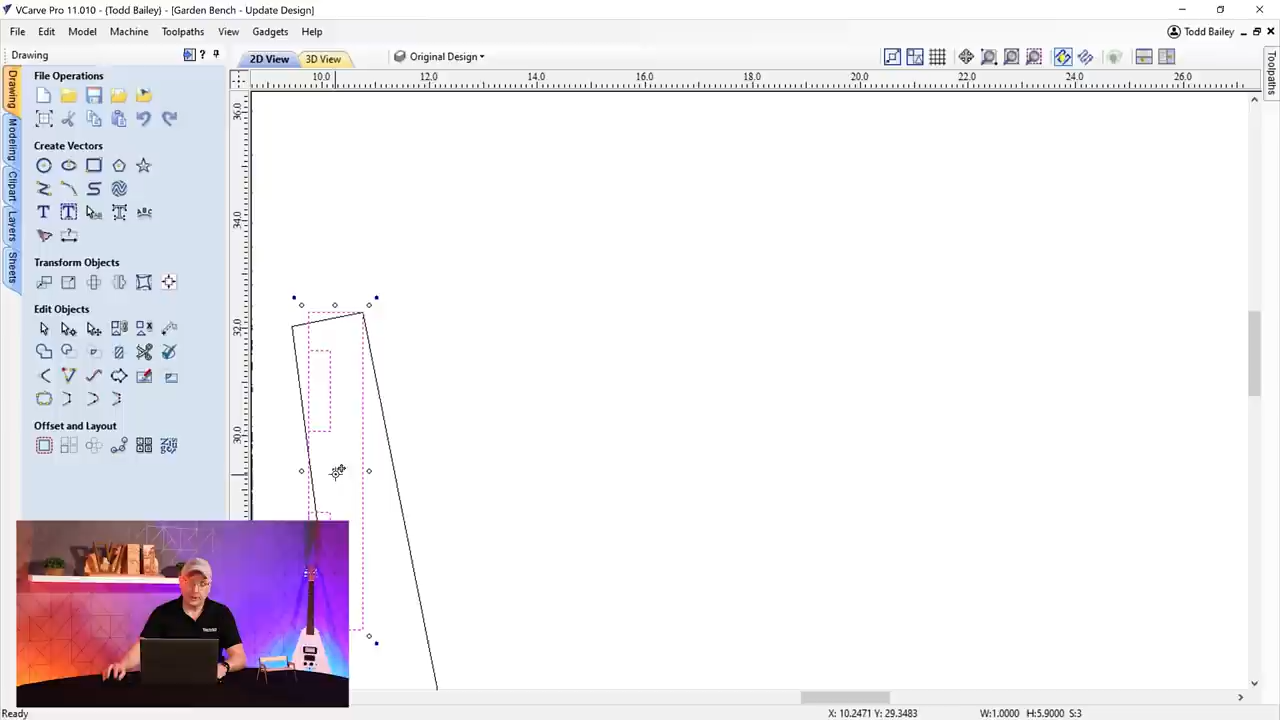 VCarve Pro 11.010 - {Todd Bailey} - [Garden Bench - Update Design]
File Edit Model Machine Toolpaths View Gadgets Help
Todd Bailey
Drawing
2D View
3D View
Original Design
10.0 12.0 14.0 16.0 18.0 20.0 22.0 24.0 26.0
36.0
34.0
32.0
30.0
Drawing
Modeling
Clipart
Layers
Sheets
Toolpaths
File Operations
Create Vectors
Transform Objects
Edit Objects
Offset and Layout
Ready
X: 10.2471 Y: 29.3483
W:1.0000 H:5.9000 S:3